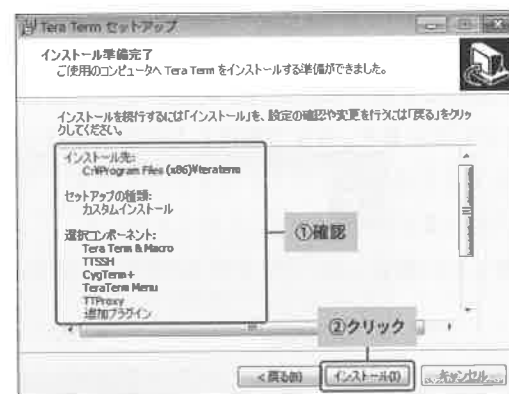 Tera Term セットアップ
インストール準備完了
ご使用のコンピュータへ Tera Term をインストールする準備ができました。
インストールを続行するには「インストール」を、設定の確認や変更を行うには「戻る」をクリッ
クしてください。
インストール先:
C:¥Program Files (x86)¥teraterm
セットアップの種類:
カスタムインストール
選択コンポーネント:
Tera Term & Macro
TTSSH
CygTerm+
TeraTerm Menu
TTProxy
追加プラグイン
①確認
②クリック
< 戻る(B)
インストール(I)
キャンセル